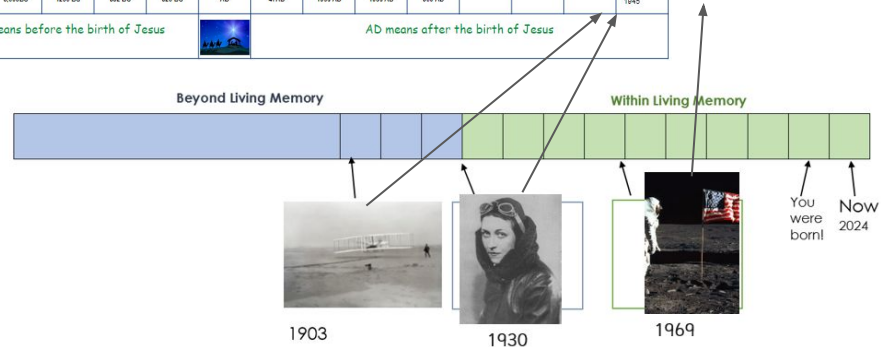 1945
eans before the birth of Jesus
AD means after the birth of Jesus
Beyond Living Memory
Within Living Memory
You
were
born!
Now
2024
1903
1930
1969